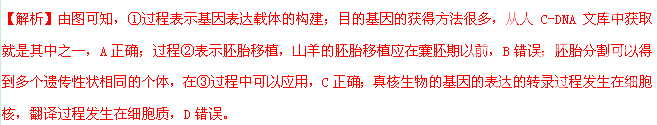 【解析】由图可知，①过程表示基因表达载体的构建；目的基因的获得方法很多，从人 C-DNA 文库中获取
就是其中之一，A 正确；过程②表示胚胎移植，山羊的胚胎移植应在囊胚期以前，B 错误；胚胎分割可以得
到多个遗传性状相同的个体，在③过程中可以应用，C 正确；真核生物的基因的表达的转录过程发生在细胞
核，翻译过程发生在细胞质，D 错误。